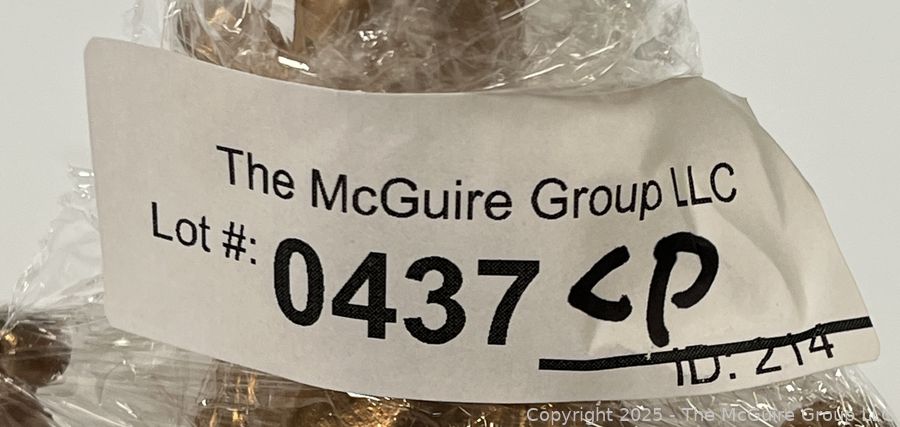 The McGuire Group LLC
Lot #: 0437 CP
ID: 214
Copyright 2025 - The McGuire Group LLC